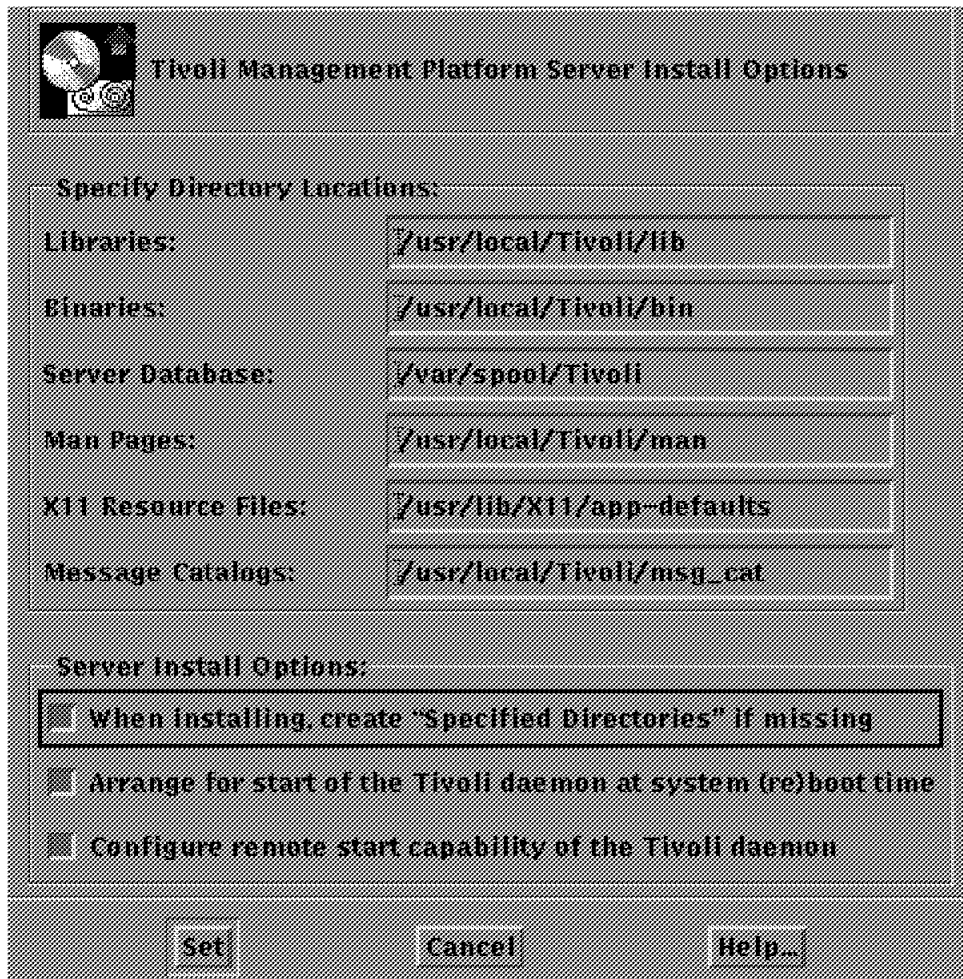 Tivoli Management Platform Server Install Options
Specify Directory Locations:
Libraries: /usr/local/Tivoli/lib
Binaries: /usr/local/Tivoli/bin
Server Database: /var/spool/Tivoli
Man Pages: /usr/local/Tivoli/man
X11 Resource Files: /usr/lib/X11/app-defaults
Message Catalogs: /usr/local/Tivoli/msg_cat
Server Install Options:
When installing, create “Specified Directories” if missing
Arrange for start of the Tivoli daemon at system (re)boot time
Configure remote start capability of the Tivoli daemon
Set Cancel Help...